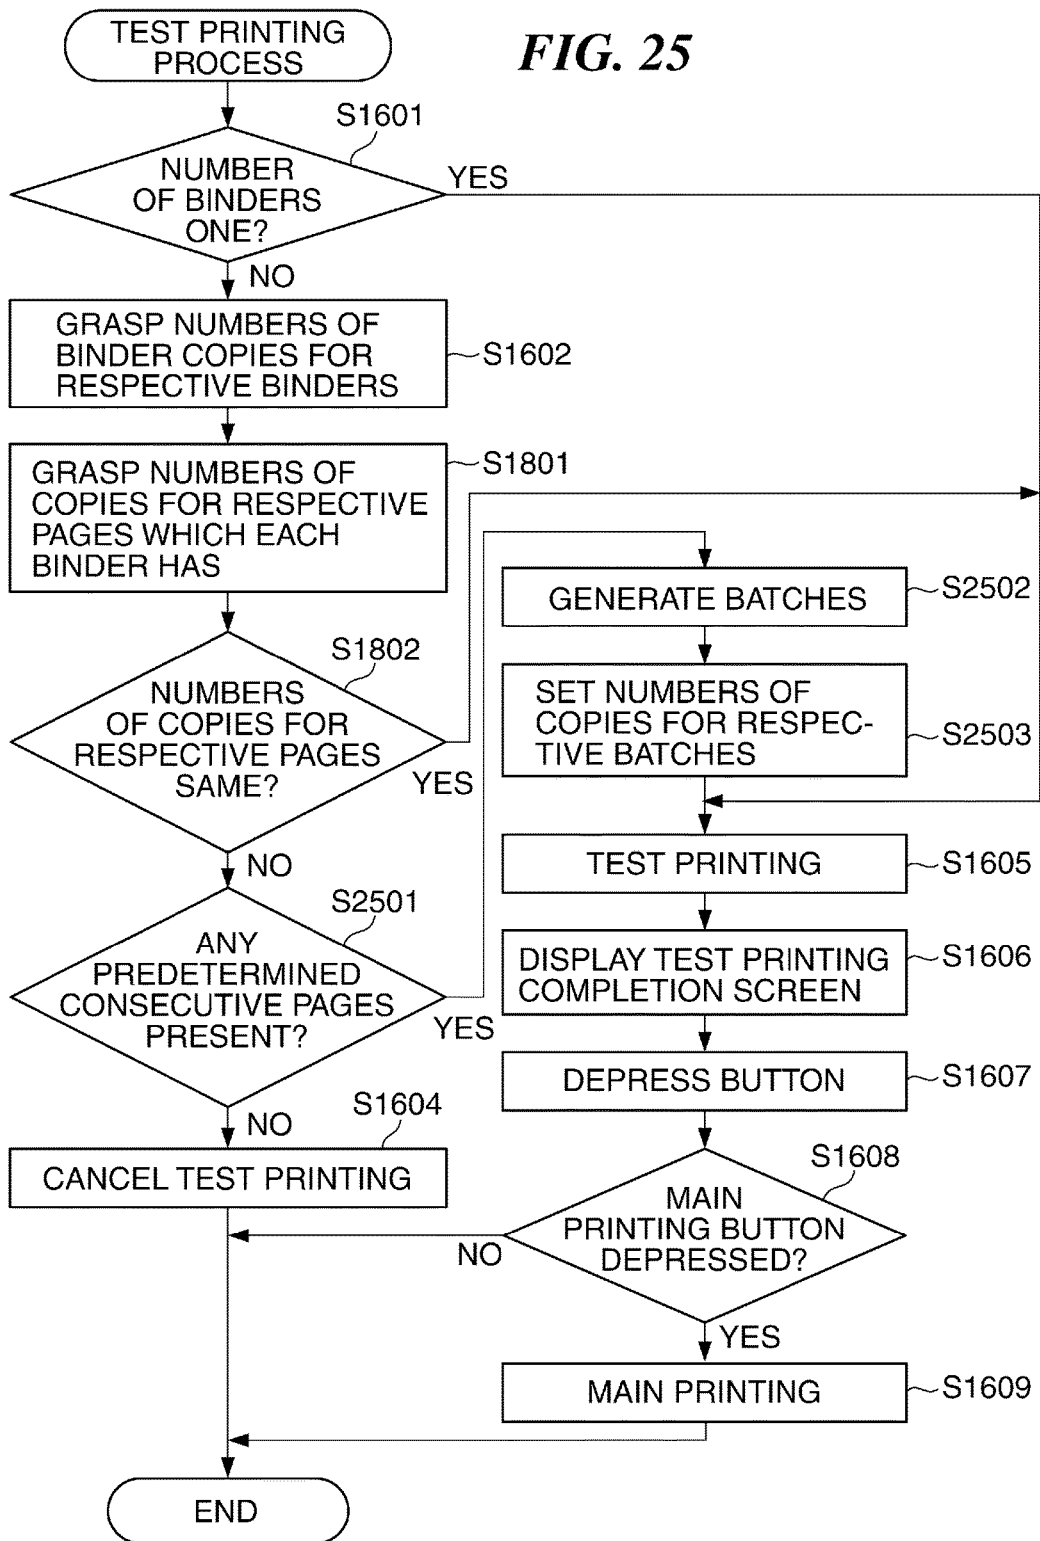 TEST PRINTING
PROCESS
FIG. 25
S1601
NUMBER
OF BINDERS
ONE?
YES
NO
GRASP NUMBERS OF
BINDER COPIES FOR
RESPECTIVE BINDERS
S1602
GRASP NUMBERS OF
COPIES FOR RESPECTIVE
PAGES WHICH EACH
BINDER HAS
S1801
S1802
NUMBERS
OF COPIES FOR
RESPECTIVE PAGES
SAME?
YES
NO
S2501
ANY
PREDETERMINED
CONSECUTIVE PAGES
PRESENT?
YES
NO
S1604
CANCEL TEST PRINTING
GENERATE BATCHES
S2502
SET NUMBERS OF
COPIES FOR RESPEC-
TIVE BATCHES
S2503
TEST PRINTING
S1605
DISPLAY TEST PRINTING
COMPLETION SCREEN
S1606
DEPRESS BUTTON
S1607
S1608
MAIN
PRINTING BUTTON
DEPRESSED?
NO
YES
MAIN PRINTING
S1609
END